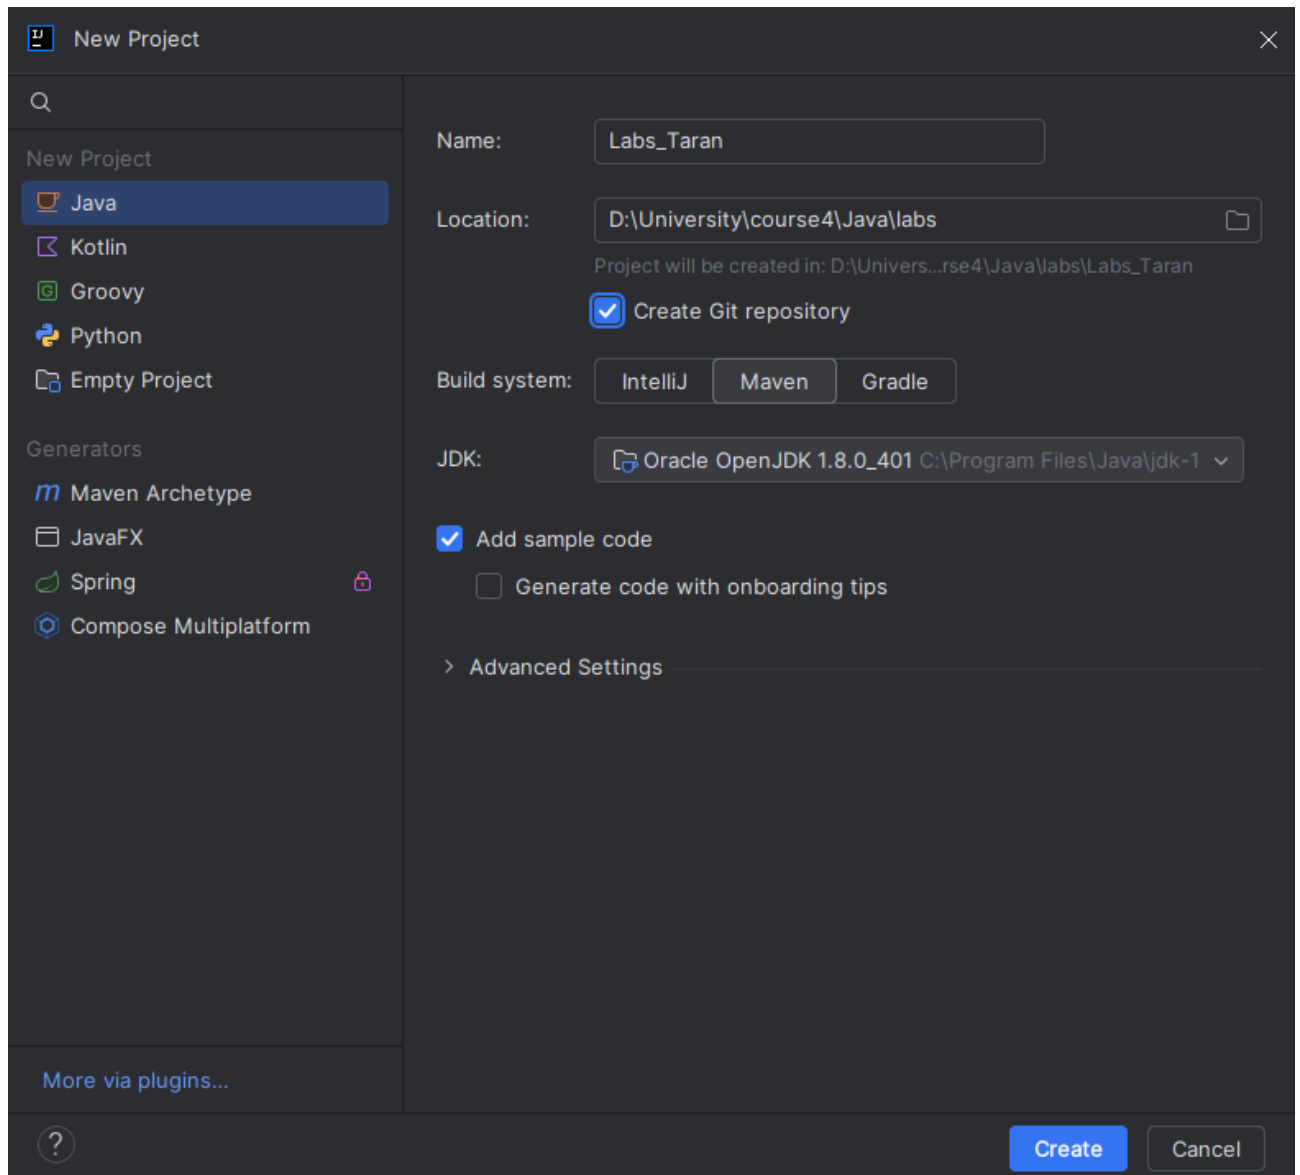 New Project
New Project
Java
Kotlin
Groovy
Python
Empty Project
Generators
Maven Archetype
JavaFX
Spring
Compose Multiplatform
More via plugins...
Name: Labs_Taran
Location: D:\University\course4\Java\labs
Project will be created in: D:\Univers...rse4\Java\labs\Labs_Taran
Create Git repository
Build system: IntelliJ Maven Gradle
JDK: Oracle OpenJDK 1.8.0_401 C:\Program Files\Java\jdk-1
Add sample code
Generate code with onboarding tips
Advanced Settings
? Create Cancel